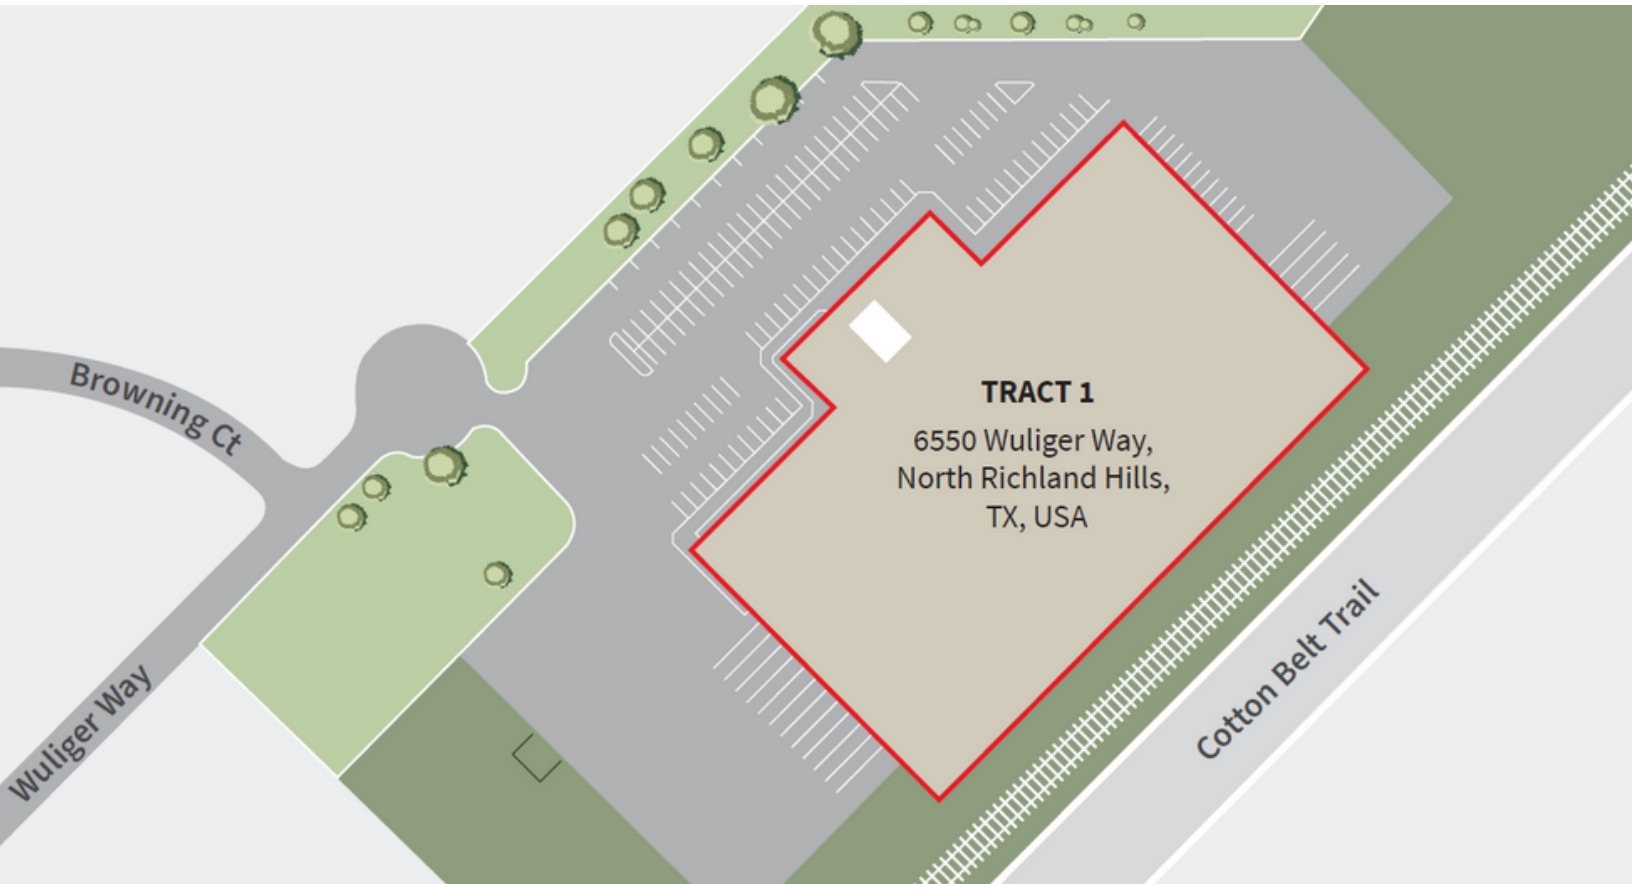 Browning Ct
TRACT 1
6550 Wuliger Way,
North Richland Hills,
TX, USA
Wuliger Way
Cotton Belt Trail